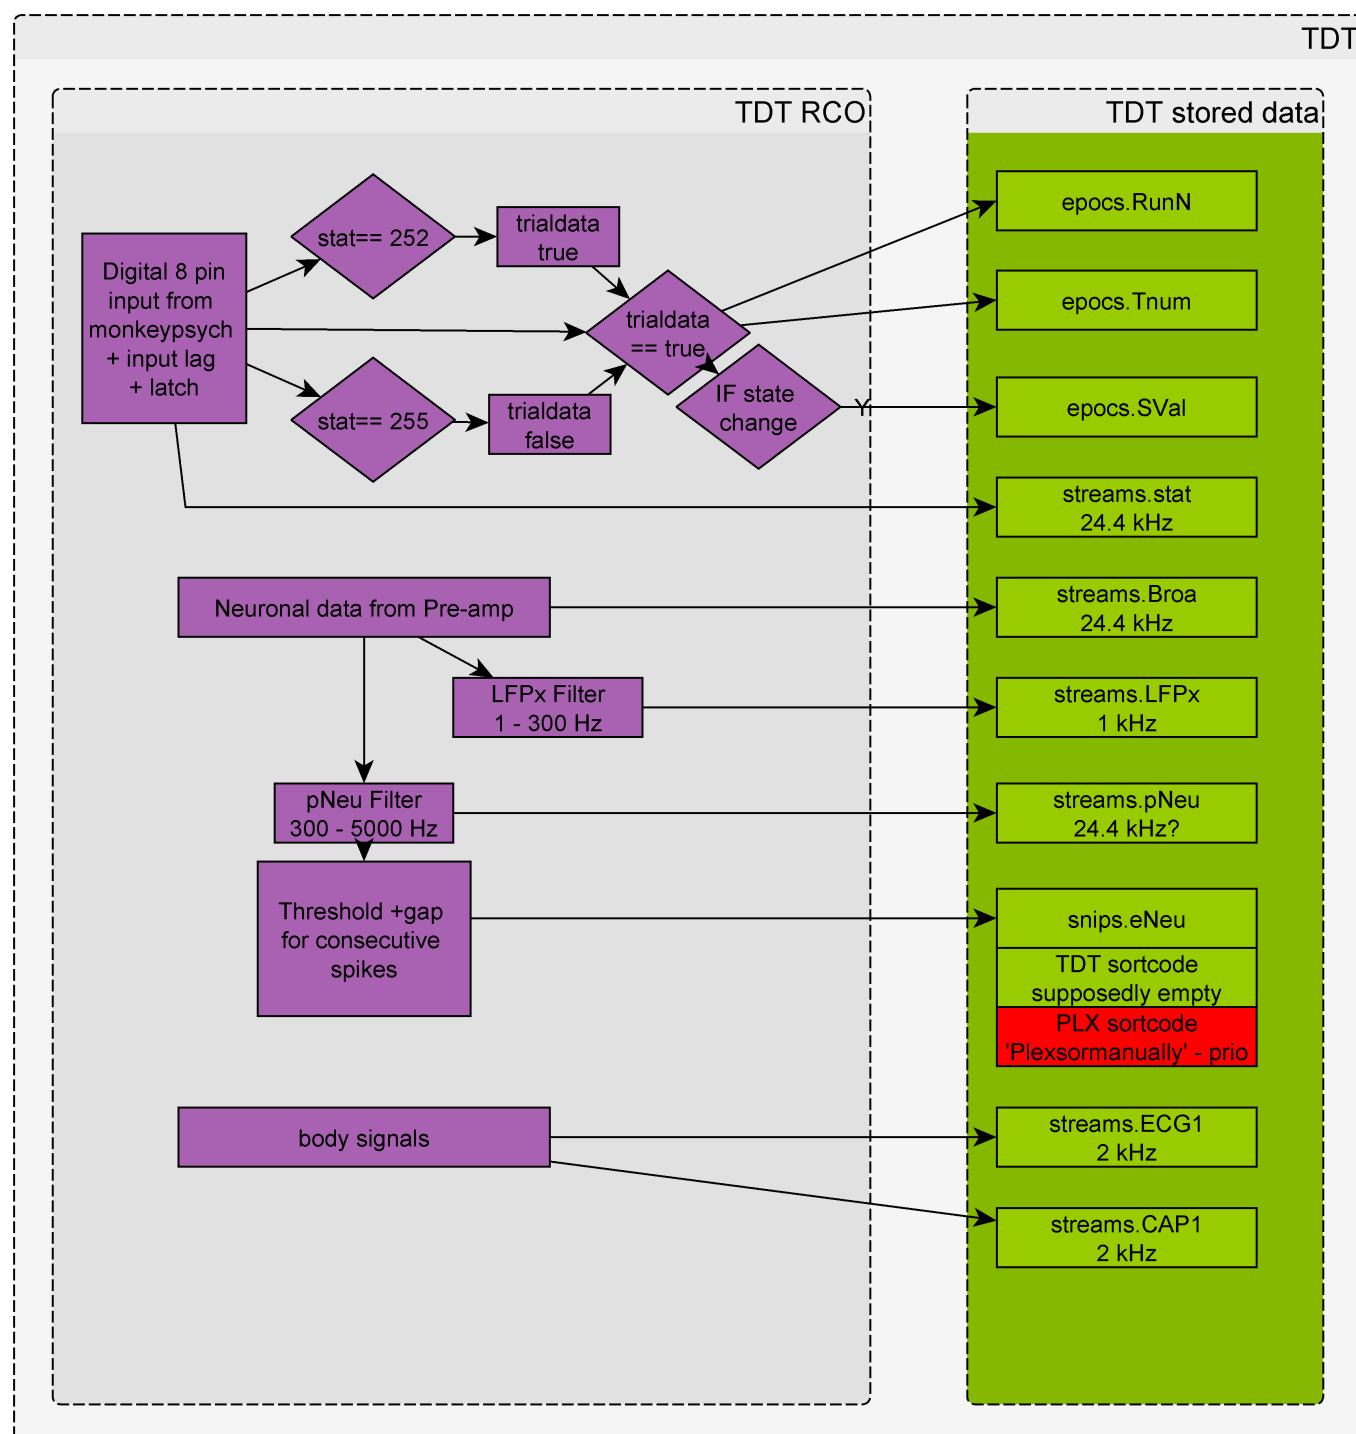 TDT
TDT RCO
Digital 8 pin
input from
monkeypsych
+ input lag
+ latch
stat== 252
trialdata
true
trialdata
== true
stat== 255
trialdata
false
IF state
change
Y
Neuronal data from Pre-amp
LFPx Filter
1 - 300 Hz
pNeu Filter
300 - 5000 Hz
Threshold +gap
for consecutive
spikes
body signals
TDT stored data
epocs.RunN
epocs.Tnum
epocs.SVal
streams.stat
24.4 kHz
streams.Broa
24.4 kHz
streams.LFPx
1 kHz
streams.pNeu
24.4 kHz?
snips.eNeu
TDT sortcode
supposedly empty
PLX sortcode
'Plexsormanually' - prio
streams.ECG1
2 kHz
streams.CAP1
2 kHz